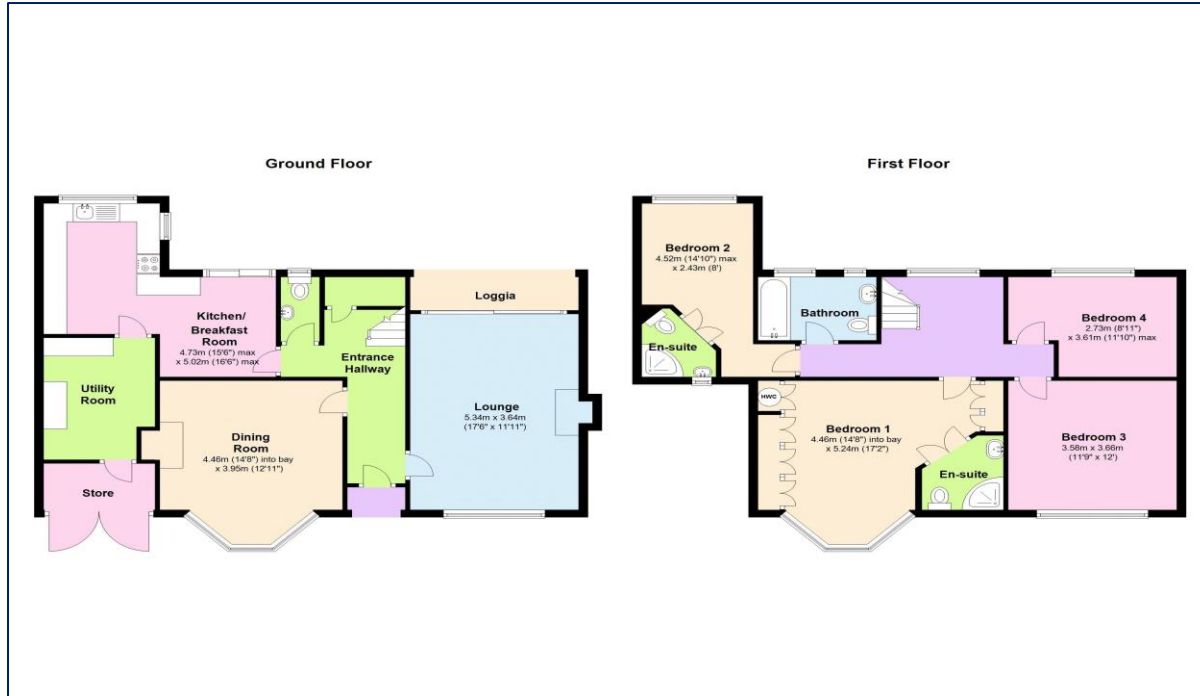 Ground Floor
Kitchen/
Breakfast
Room
4.73m (15'6") max
x 5.02m (16'6") max
Utility
Room
Store
Dining
Room
4.46m (14'8") into bay
x 3.95m (12'11")
Entrance
Hallway
Loggia
Lounge
5.34m x 3.64m
(17'6" x 11'11")
First Floor
Bedroom 2
4.52m (14'10") max
x 2.43m (8')
En-suite
Bathroom
HWC
Bedroom 1
4.46m (14'8") into bay
x 5.24m (17'2")
En-suite
Bedroom 4
2.73m (8'11")
x 3.61m (11'10") max
Bedroom 3
3.58m x 3.66m
(11'9" x 12')